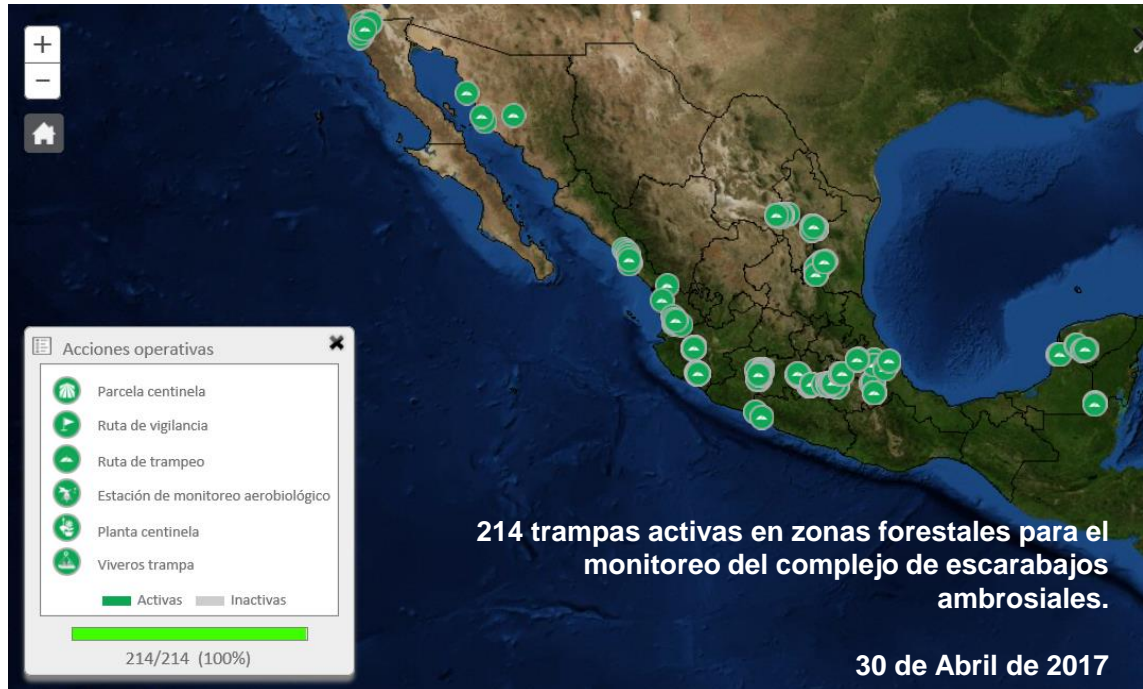 +
−
Acciones operativas
Parcela centinela
Ruta de vigilancia
Ruta de trampeo
Estación de monitoreo aerobiológico
Planta centinela
Viveros trampa
Activas Inactivas
214/214 (100%)
214 trampas activas en zonas forestales para el
monitoreo del complejo de escarabajos
ambrosiales.
30 de Abril de 2017